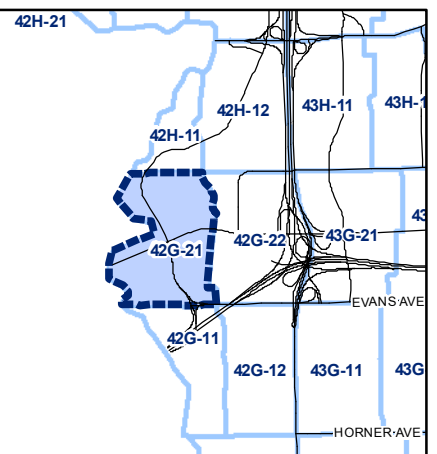 42H-21
42H-12
43H-11
43H-1
42H-11
43
42G-21
42G-22
43G-21
EVANS AVE
42G-11
42G-12
43G-11
43G
HORNER AVE